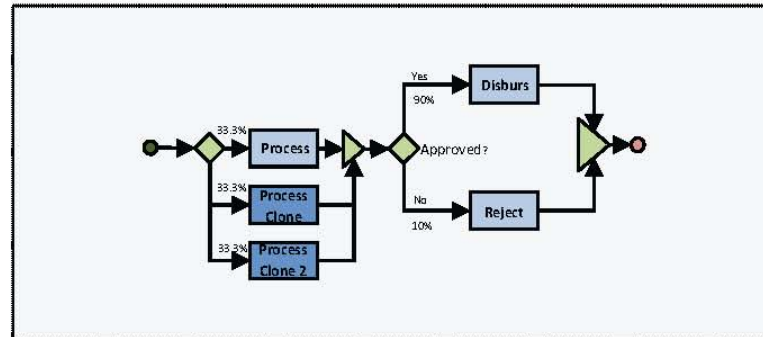 33.3%
Process
33.3%
Process
Clone
33.3%
Process
Clone 2
Approved?
Yes
90%
Disburs
No
10%
Reject